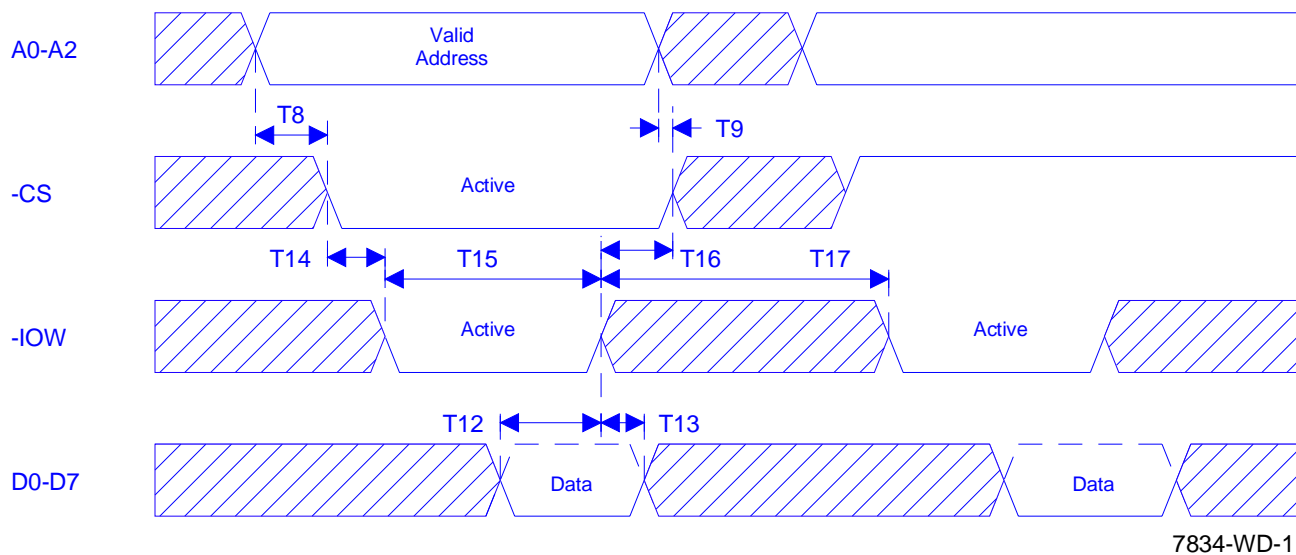 A0-A2
Valid
Address
T8
T9
-CS
Active
T14
T15
T16
T17
-IOW
Active
Active
T12
T13
D0-D7
Data
Data
7834-WD-1